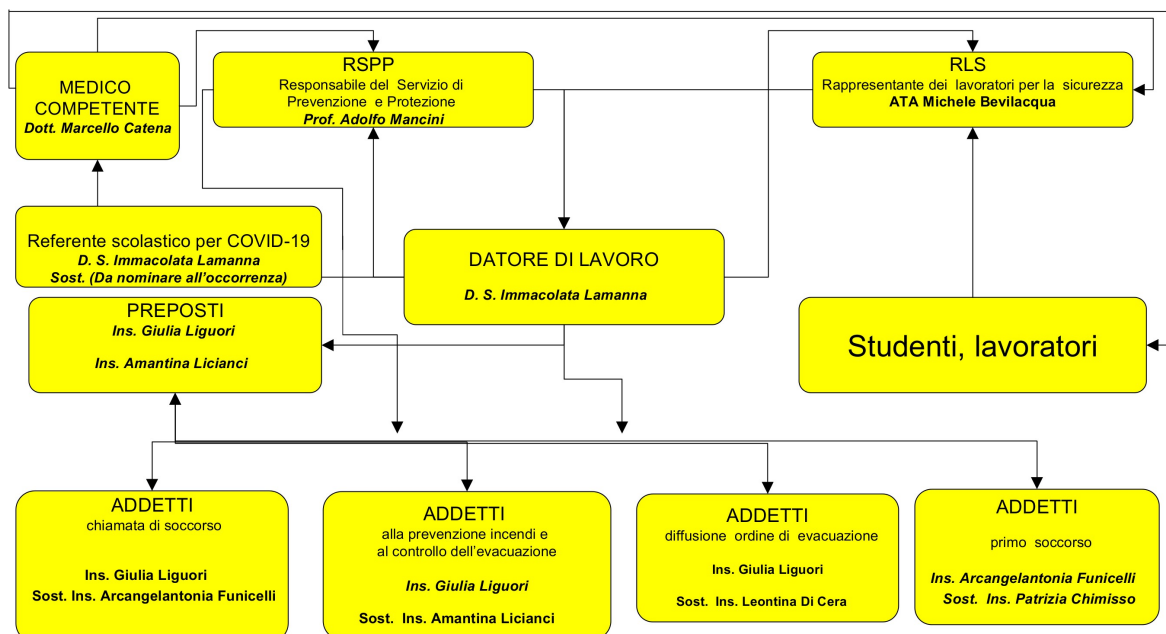 MEDICO
COMPETENTE
Dott. Marcello Catena
RSPP
Responsabile del Servizio di
Prevenzione e Protezione
Prof. Adolfo Mancini
RLS
Rappresentante dei lavoratori per la sicurezza
ATA Michele Bevilacqua
Referente scolastico per COVID-19
D. S. Immacolata Lamanna
Sost. (Da nominare all'occorrenza)
DATORE DI LAVORO
D. S. Immacolata Lamanna
PREPOSTI
Ins. Giulia Liguori
Ins. Amantina Licianci
Studenti, lavoratori
ADDETTI
chiamata di soccorso
Ins. Giulia Liguori
Sost. Ins. Arcangelantonia Funicelli
ADDETTI
alla prevenzione incendi e
al controllo dell'evacuazione
Ins. Giulia Liguori
Sost. Ins. Amantina Licianci
ADDETTI
diffusione ordine di evacuazione
Ins. Giulia Liguori
Sost. Ins. Leontina Di Cera
ADDETTI
primo soccorso
Ins. Arcangelantonia Funicelli
Sost. Ins. Patrizia Chimisso